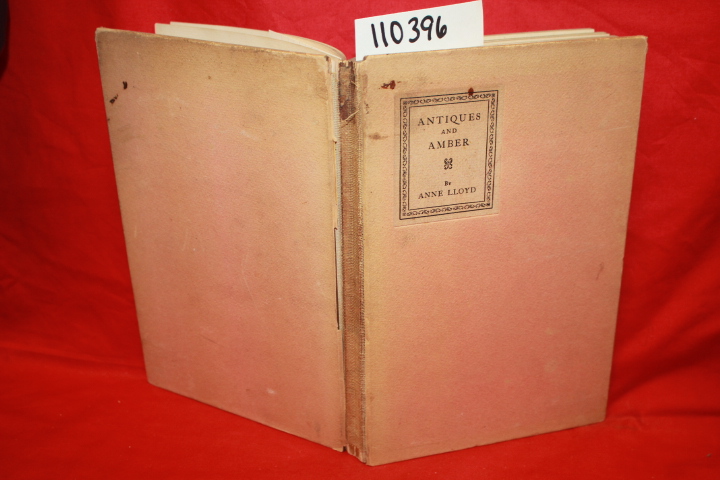 110396
ANTIQUES
AND
AMBER
By
ANNE LLOYD